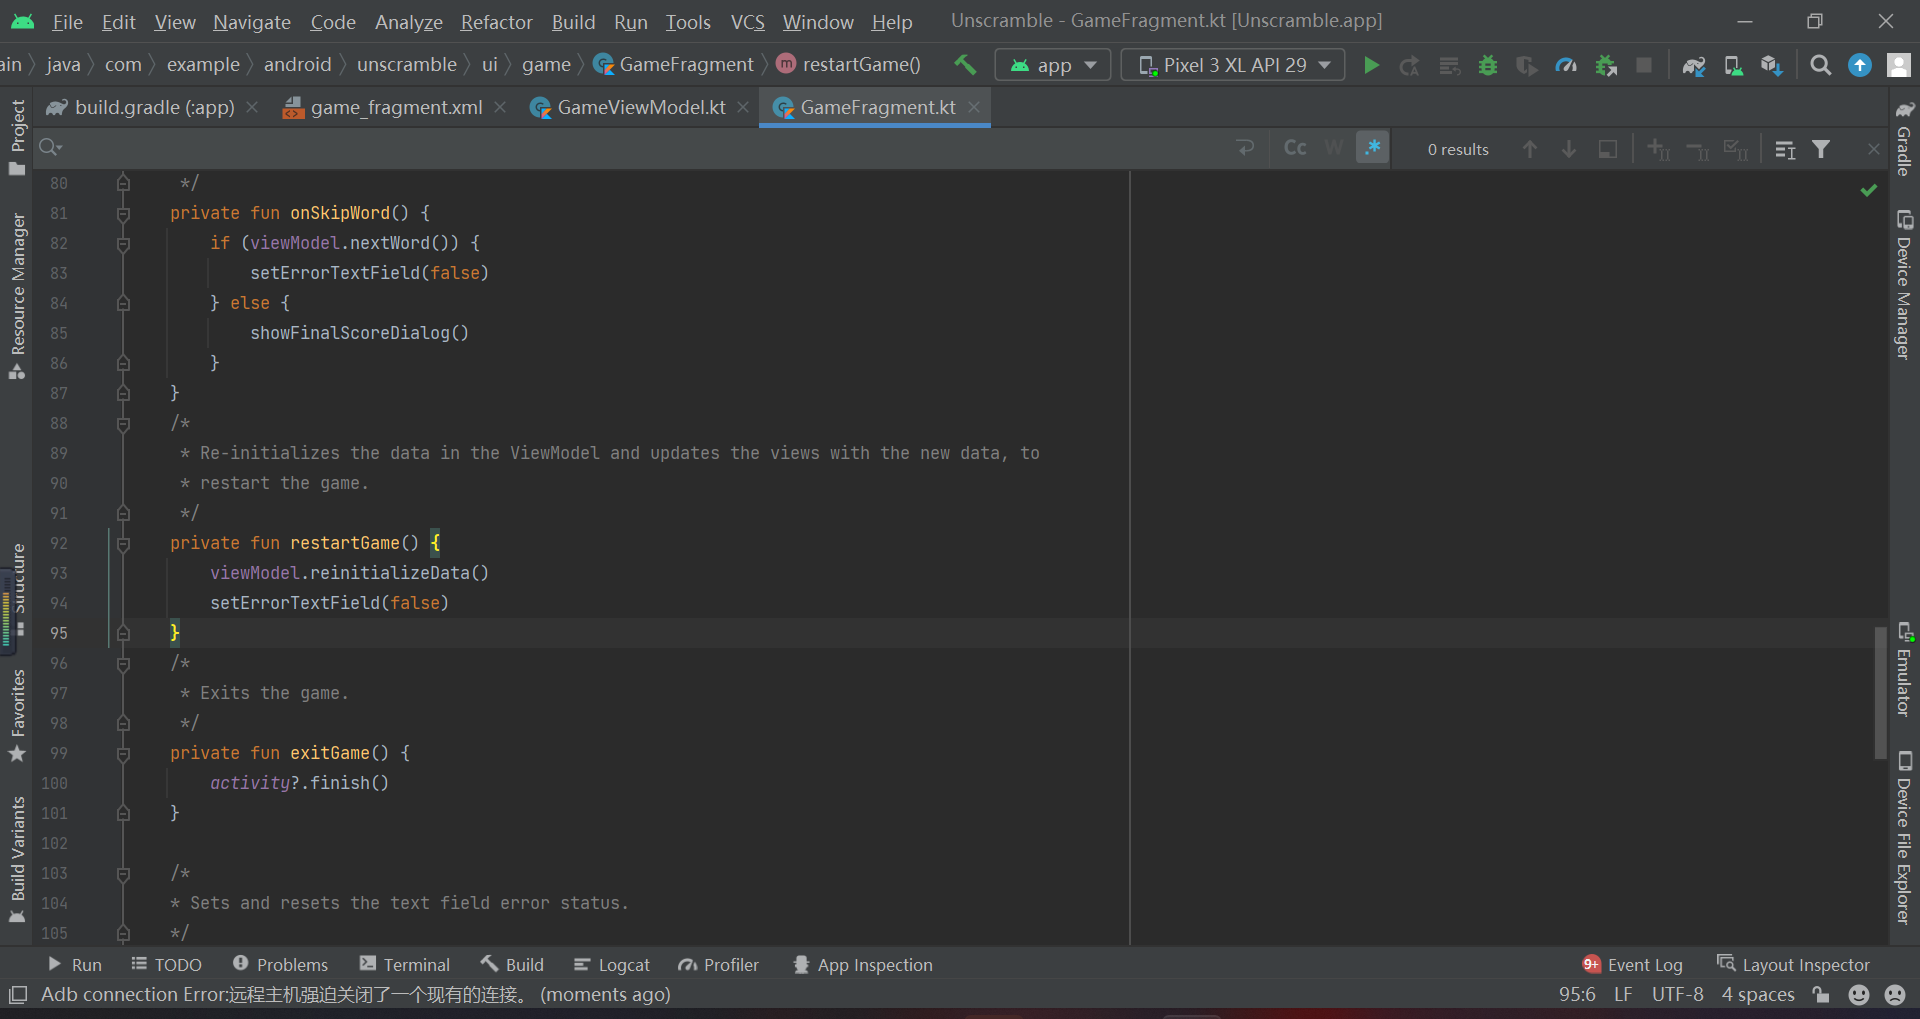 File Edit View Navigate Code Analyze Refactor Build Run Tools VCS Window Help Unscramble - GameFragment.kt [Unscramble.app]
ain java com example android unscramble ui game GameFragment m restartGame() app Pixel 3 XL API 29
build.gradle (:app) game_fragment.xml GameViewModel.kt GameFragment.kt
Cc W .* 0 results
80 */
81 private fun onSkipWord() {
82 if (viewModel.nextWord()) {
83 setErrorTextField(false)
84 } else {
85 showFinalScoreDialog()
86 }
87 }
88 /*
89 * Re-initializes the data in the ViewModel and updates the views with the new data, to
90 * restart the game.
91 */
92 private fun restartGame() {
93 viewModel.reinitializeData()
94 setErrorTextField(false)
95 }
96 /*
97 * Exits the game.
98 */
99 private fun exitGame() {
100 activity?.finish()
101 }
102
103 /*
104 * Sets and resets the text field error status.
105 */
Project
Resource Manager
Structure
Favorites
Build Variants
Gradle
Device Manager
Emulator
Device File Explorer
Run TODO Problems Terminal Build Logcat Profiler App Inspection 9+ Event Log Layout Inspector
Adb connection Error:远程主机强迫关闭了一个现有的连接。 (moments ago) 95:6 LF UTF-8 4 spaces